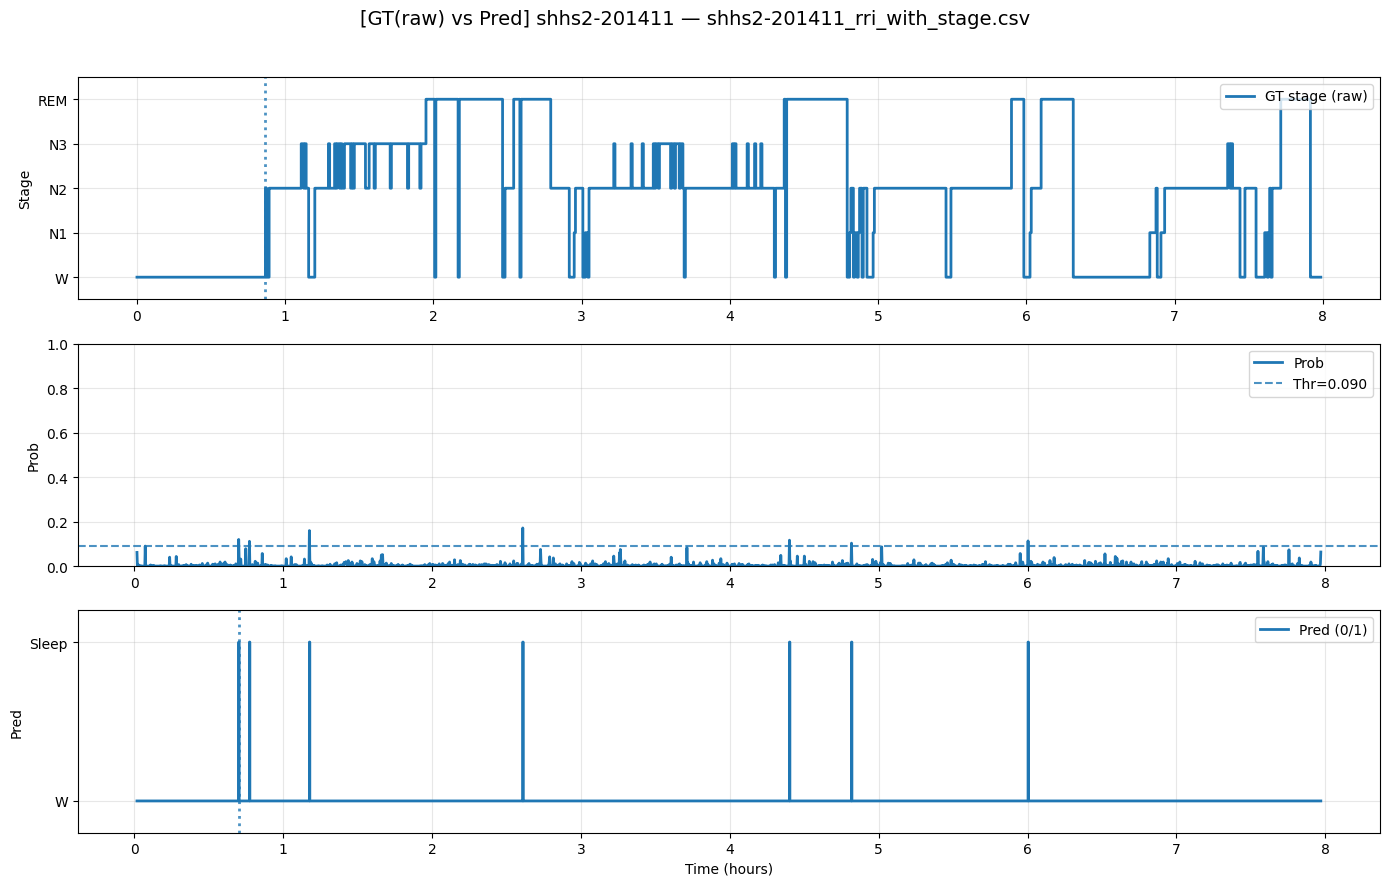 [GT(raw) vs Pred] shhs2-201411 — shhs2-201411_rri_with_stage.csv
GT stage (raw)
REM
N3
N2
N1
W
Stage
0 1 2 3 4 5 6 7 8
Prob
Thr=0.090
1.0
0.8
0.6
0.4
0.2
0.0
Prob
0 1 2 3 4 5 6 7 8
Pred (0/1)
Sleep
W
Pred
0 1 2 3 4 5 6 7 8
Time (hours)